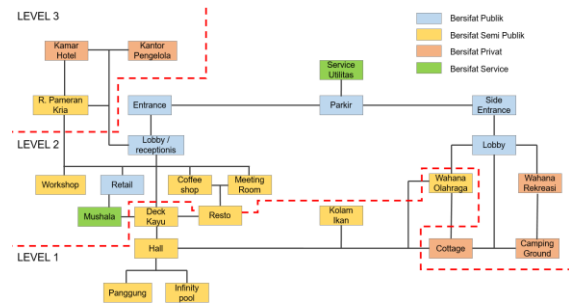 LEVEL 3
Bersifat Publik
Bersifat Semi Publik
Bersifat Privat
Bersifat Service
Kamar
Hotel
Kantor
Pengelola
Service
Utilitas
R. Pameran
Kria
Entrance
Parkir
Side
Entrance
LEVEL 2
Lobby /
receptionis
Lobby
Workshop
Retail
Coffee
shop
Meeting
Room
Wahana
Olahraga
Wahana
Rekreasi
Mushala
Deck
Kayu
Resto
Kolam
Ikan
LEVEL 1
Hall
Cottage
Camping
Ground
Panggung
Infinity
pool